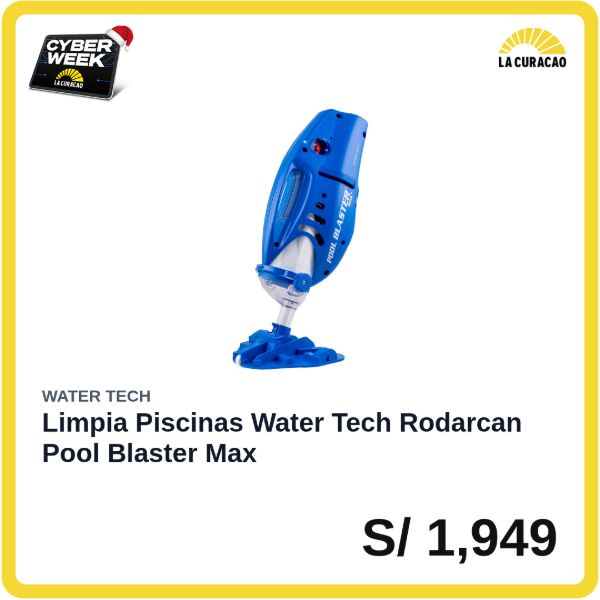 CYBER
WEEK
LA CURACAO
LA CURACAO
POOL BLASTER
WATER TECH
Limpia Piscinas Water Tech Rodarcan
Pool Blaster Max
S/ 1,949